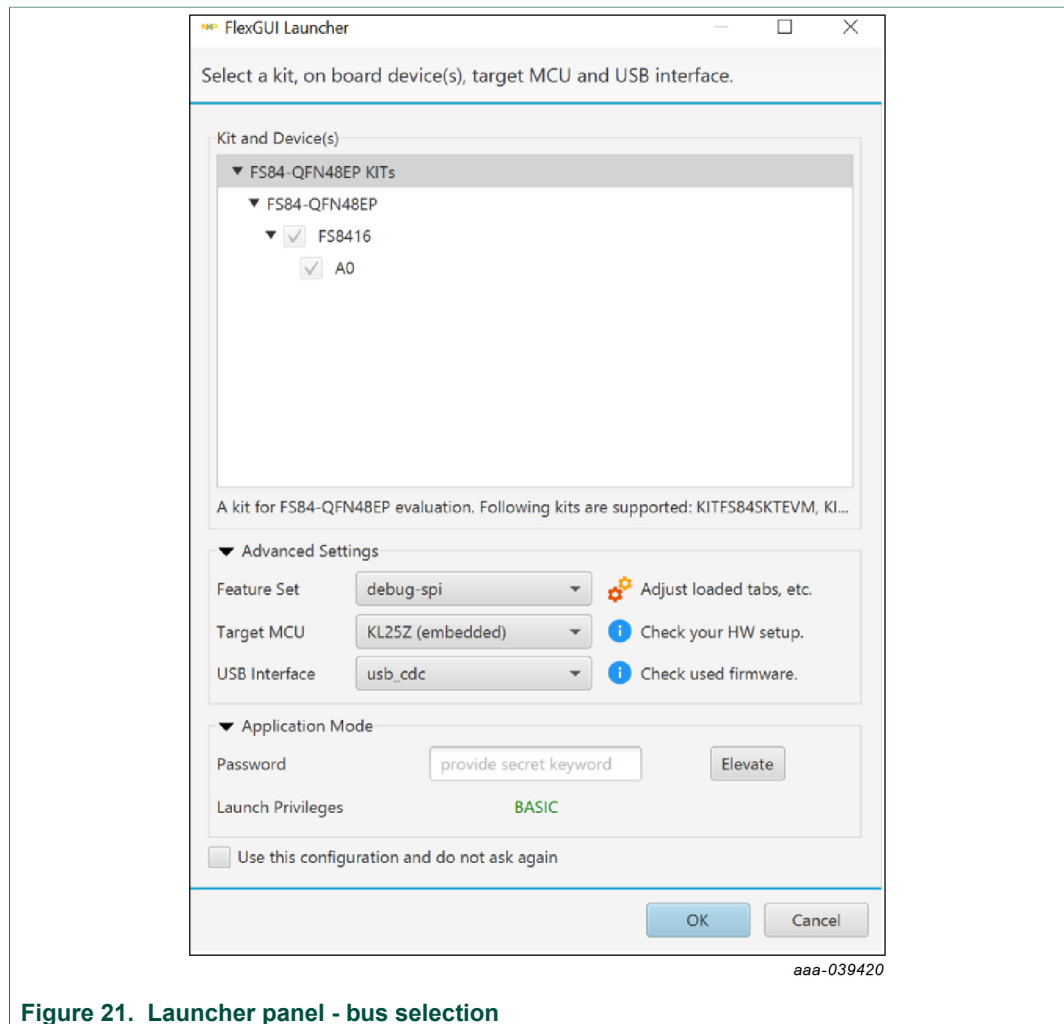 NXP FlexGUI Launcher
Select a kit, on board device(s), target MCU and USB interface.
Kit and Device(s)
FS84-QFN48EP KITs
FS84-QFN48EP
FS8416
A0
A kit for FS84-QFN48EP evaluation. Following kits are supported: KITFS84SKTEVM, KI...
Advanced Settings
Feature Set debug-spi Adjust loaded tabs, etc.
Target MCU KL25Z (embedded) Check your HW setup.
USB Interface usb_cdc Check used firmware.
Application Mode
Password provide secret keyword Elevate
Launch Privileges BASIC
Use this configuration and do not ask again
OK Cancel
aaa-039420
Figure 21. Launcher panel - bus selection